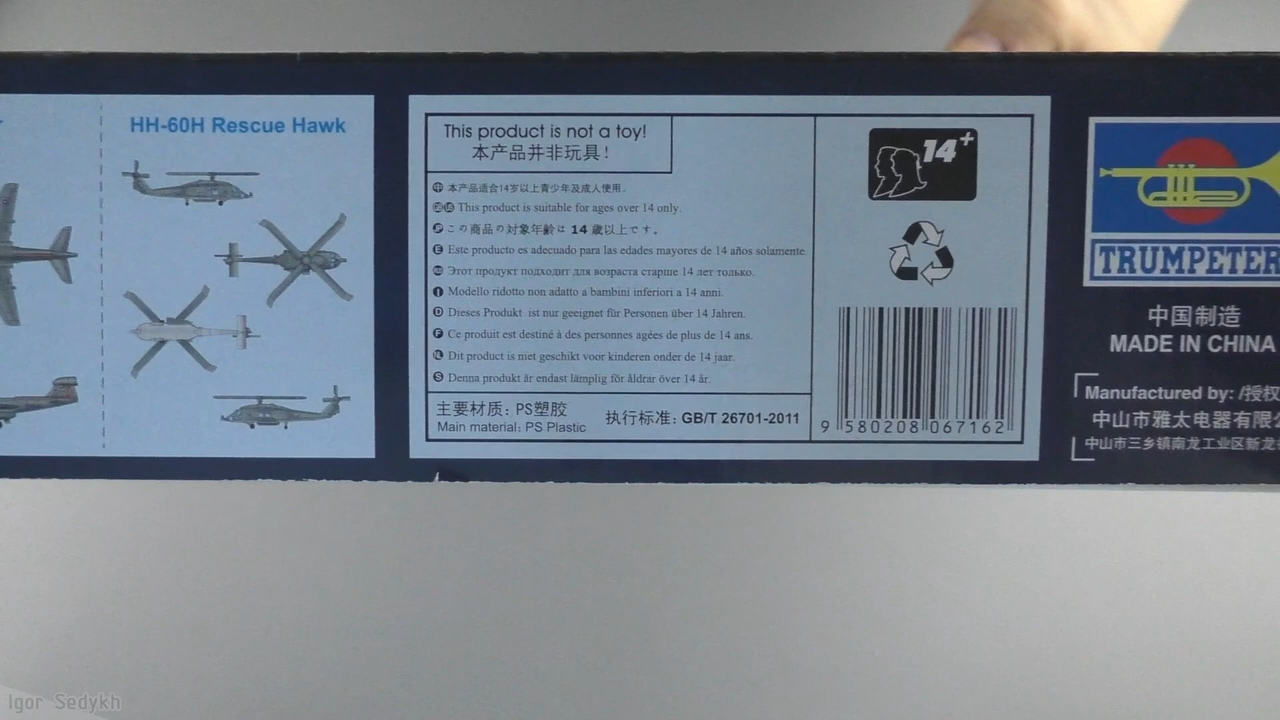 HH-60H Rescue Hawk
This product is not a toy!
本产品并非玩具!
本产品适合14岁以上青少年及成人使用.
This product is suitable for ages over 14 only.
この商品の対象年齢は 14 歳以上です。
Este producto es adecuado para las edades mayores de 14 años solamente.
Этот продукт подходит для возраста старше 14 лет только.
Modello ridotto non adatto a bambini inferiori a 14 anni.
Dieses Produkt ist nur geeignet für Personen über 14 Jahren.
Ce produit est destiné à des personnes agées de plus de 14 ans.
Dit product is niet geschikt voor kinderen onder de 14 jaar.
Denna produkt är endast lämplig för åldrar över 14 år.
主要材质: PS塑胶
Main material: PS Plastic
执行标准: GB/T 26701-2011
14+
9 580208 067162
TRUMPETER
中国制造
MADE IN CHINA
Manufactured by: /授权
中山市雅太电器有限
中山市三乡镇南龙工业区新龙
Igor Sedykh